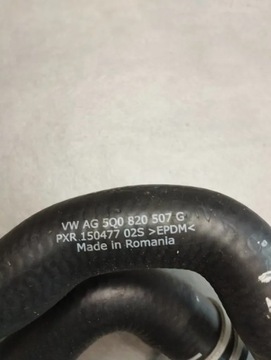 VW AG 5Q0 820 507 G
PXR 150477 02S >EPDM<
Made in Romania